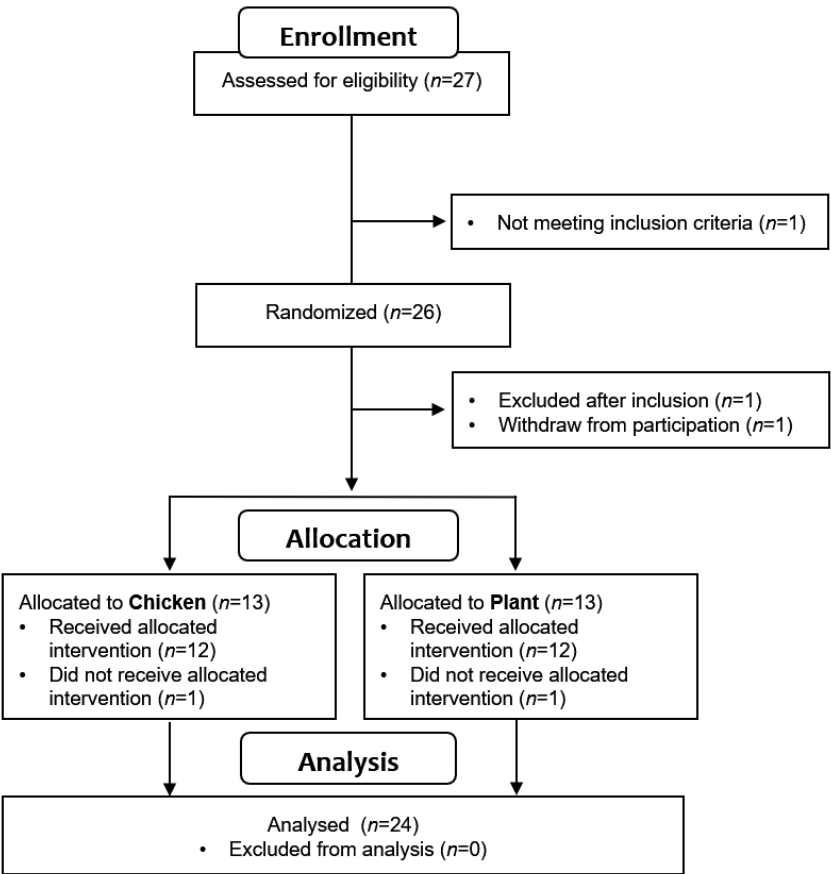 Enrollment
Assessed for eligibility (n=27)
• Not meeting inclusion criteria (n=1)
Randomized (n=26)
• Excluded after inclusion (n=1)
• Withdraw from participation (n=1)
Allocation
Allocated to Chicken (n=13)
• Received allocated
intervention (n=12)
• Did not receive allocated
intervention (n=1)
Allocated to Plant (n=13)
• Received allocated
intervention (n=12)
• Did not receive allocated
intervention (n=1)
Analysis
Analysed (n=24)
• Excluded from analysis (n=0)